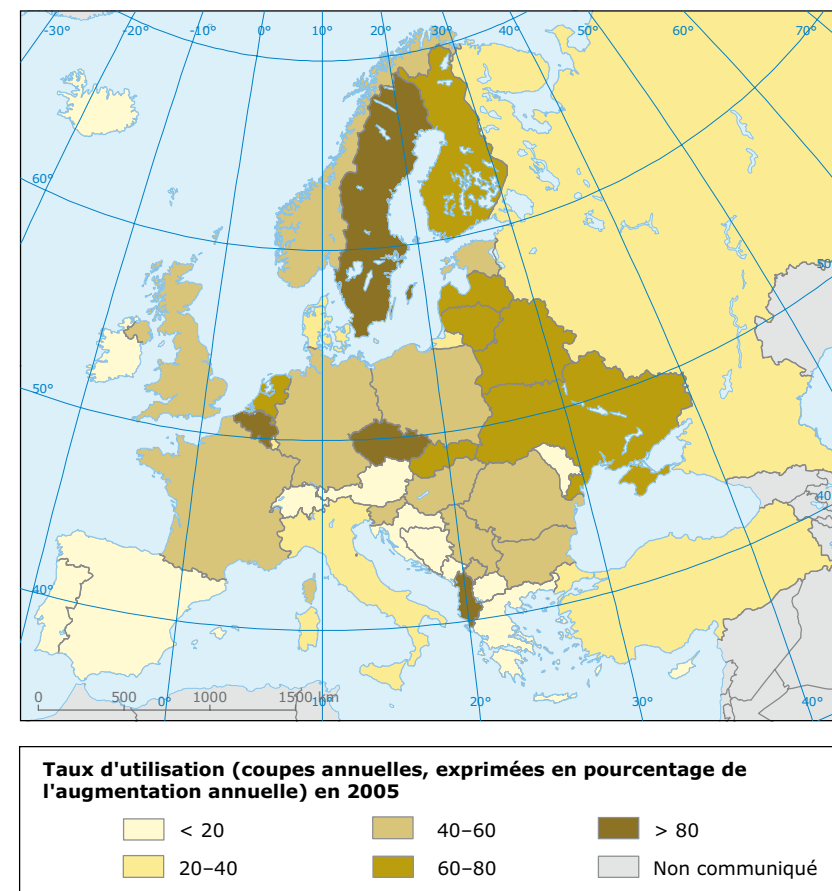 -30° -20° -10° 0° 10° 20° 30° 40° 50° 60° 70°
60°
50
50°
40
40°
0 500 1000 1500 km
0° 10° 20° 30° 40°
Taux d'utilisation (coupes annuelles, exprimées en pourcentage de
l'augmentation annuelle) en 2005
< 20 40–60 > 80
20–40 60–80 Non communiqué